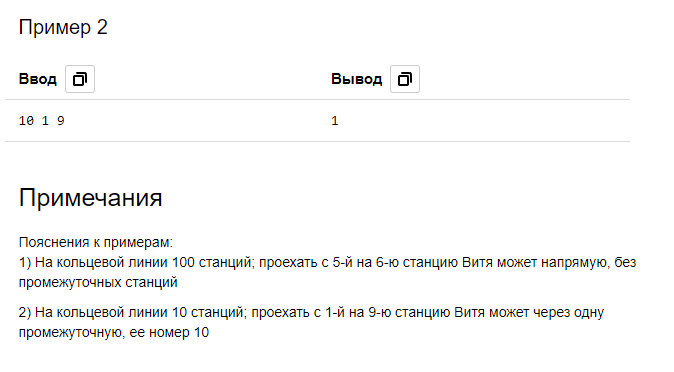 Пример 2
Ввод Вывод
10 1 9 1
Примечания
Пояснения к примерам:
1) На кольцевой линии 100 станций; проехать с 5-й на 6-ю станцию Витя может напрямую, без
промежуточных станций
2) На кольцевой линии 10 станций; проехать с 1-й на 9-ю станцию Витя может через одну
промежуточную, ее номер 10